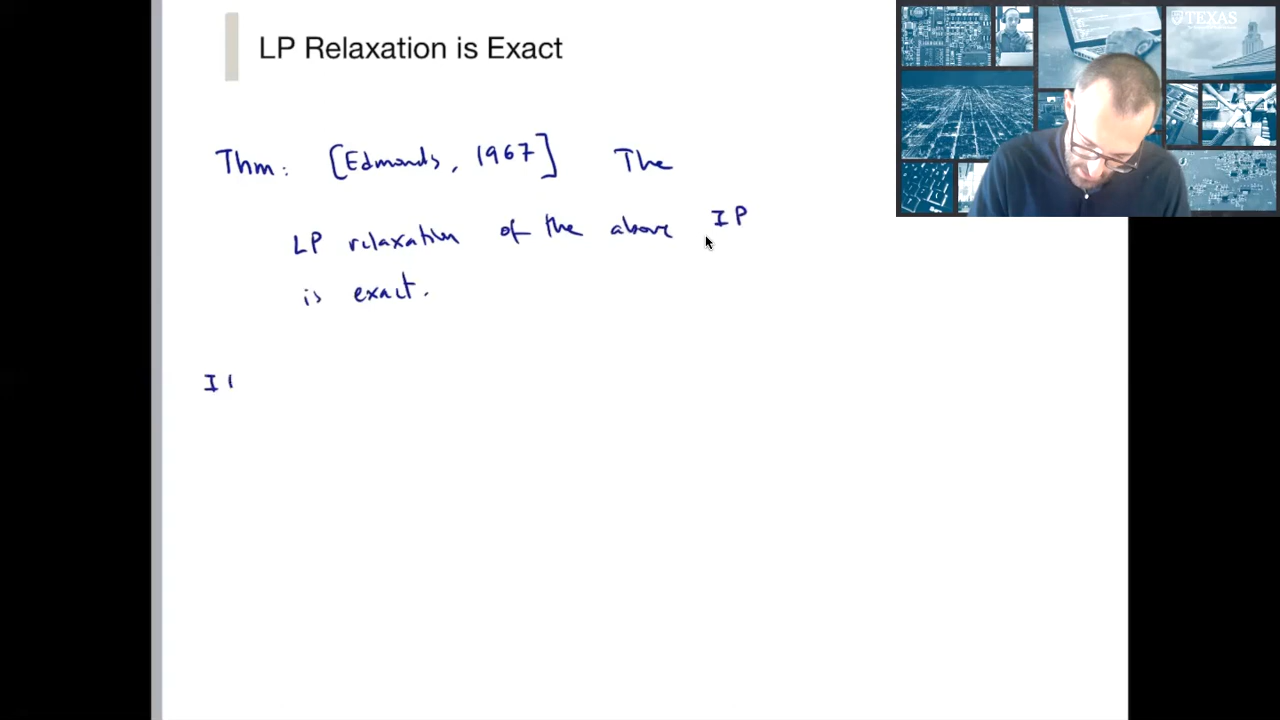 LP Relaxation is Exact
TEXAS
Thm: [Edmonds, 1967] The
LP relaxation of the above IP
is exact.
I